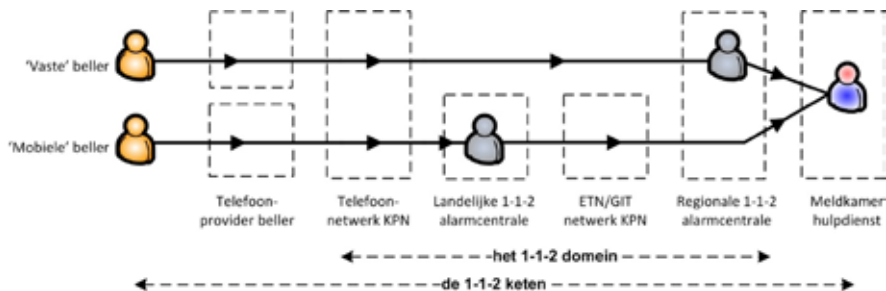 'Vaste' beller
'Mobiele' beller
Telefoon-
provider beller
Telefoon-
netwerk KPN
Landelijke 1-1-2
alarmcentrale
ETN/GIT
netwerk KPN
Regionale 1-1-2
alarmcentrale
Meldkamer
hulpdienst
het 1-1-2 domein
de 1-1-2 keten